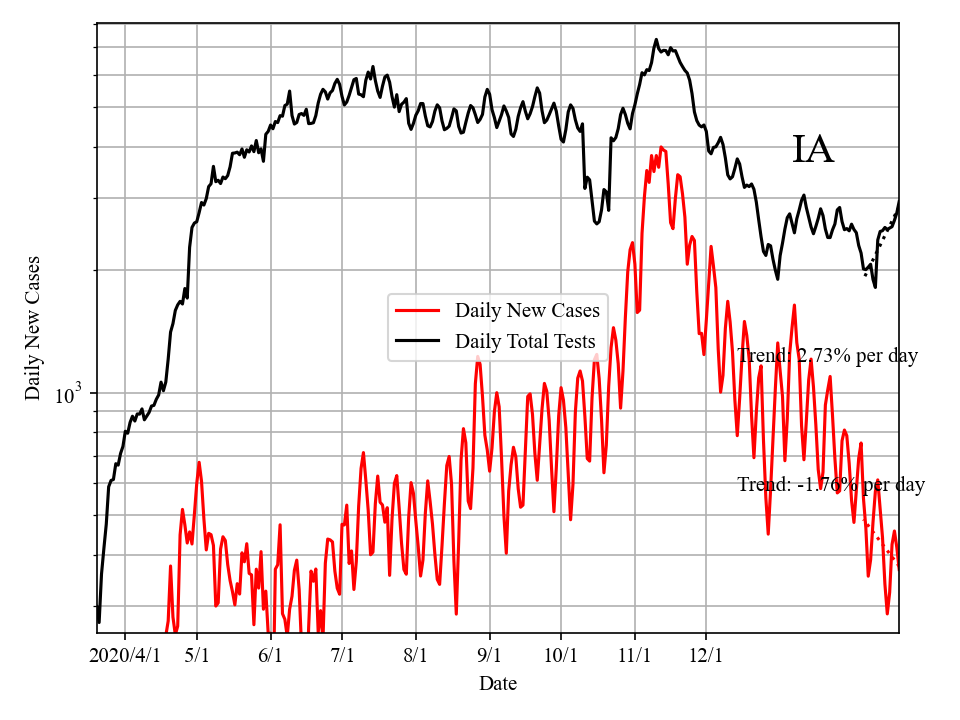 IA
Daily New Cases
Daily New Cases
Daily Total Tests
Trend: 2.73% per day
10^3
Trend: -1.76% per day
2020/4/1 5/1 6/1 7/1 8/1 9/1 10/1 11/1 12/1
Date